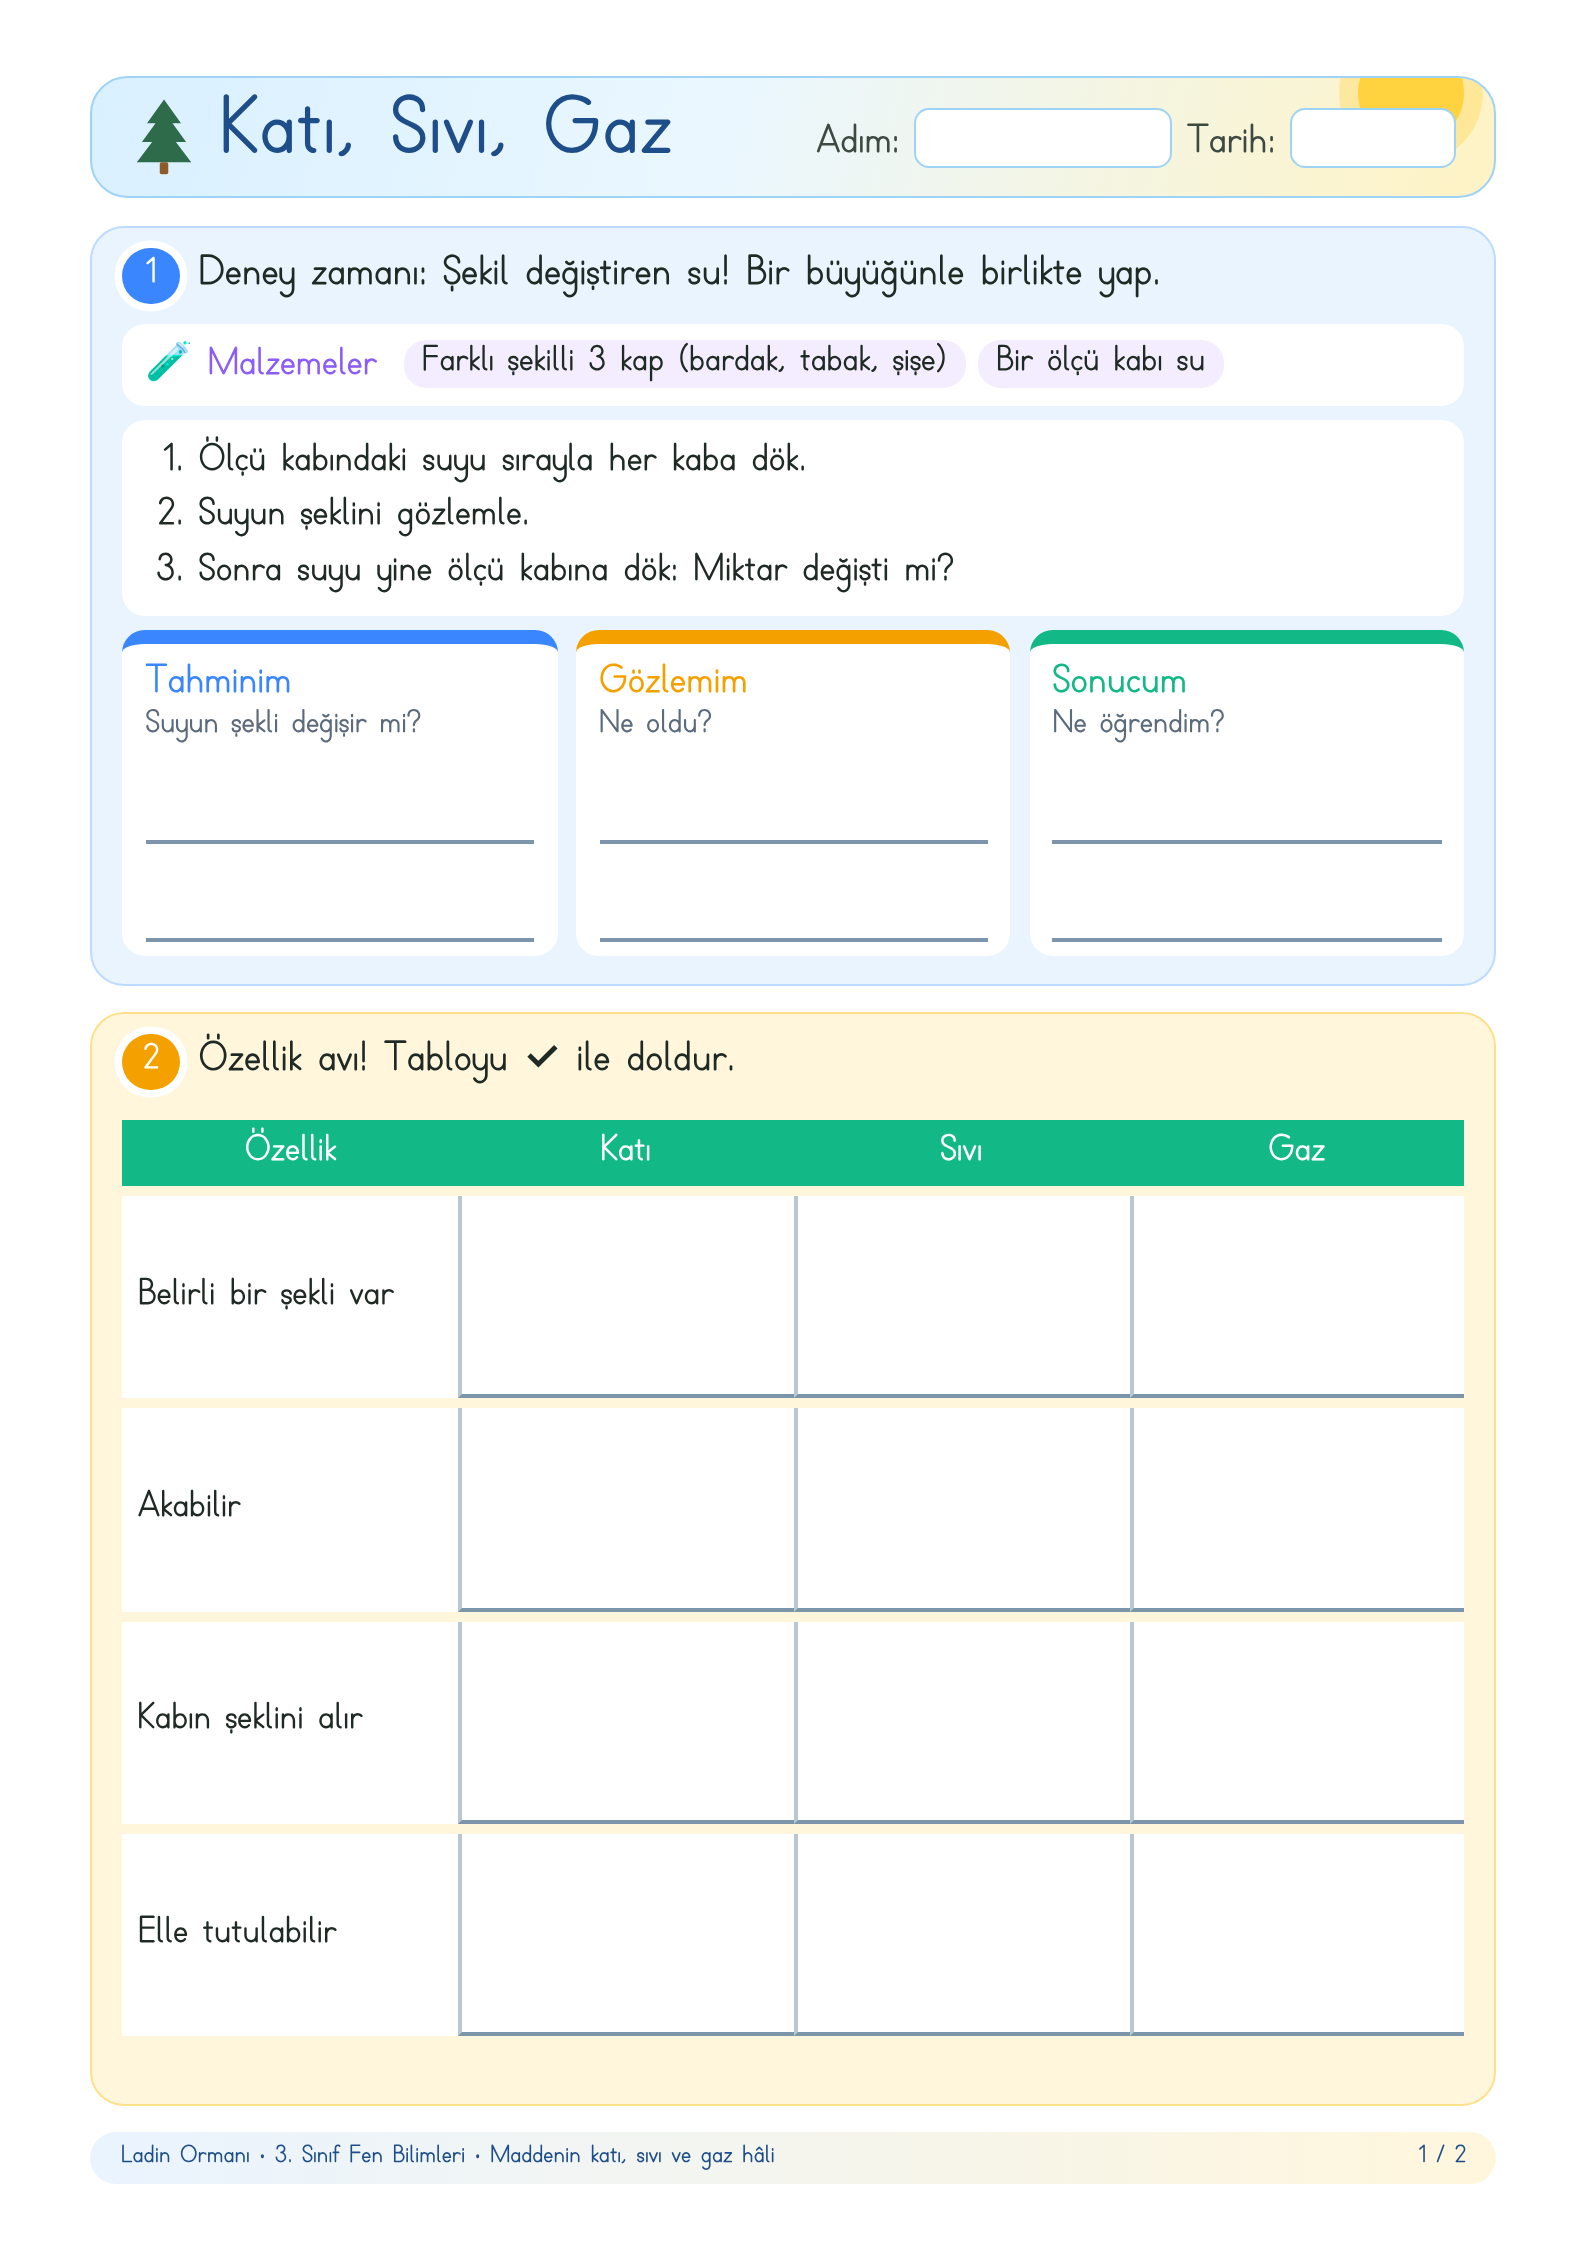 Katı, Sıvı, Gaz
Adım:
Tarih:
1 Deney zamanı: Şekil değiştiren su! Bir büyüğünle birlikte yap.
Malzemeler Farklı şekilli 3 kap (bardak, tabak, şişe) Bir ölçü kabı su
1. Ölçü kabındaki suyu sırayla her kaba dök.
2. Suyun şeklini gözlemle.
3. Sonra suyu yine ölçü kabına dök: Miktar değişti mi?
Tahminim
Suyun şekli değişir mi?
Gözlemim
Ne oldu?
Sonucum
Ne öğrendim?
2 Özellik avı! Tabloyu ✓ ile doldur.
Özellik Katı Sıvı Gaz
Belirli bir şekli var
Akabilir
Kabın şeklini alır
Elle tutulabilir
Ladin Ormanı • 3. Sınıf Fen Bilimleri • Maddenin katı, sıvı ve gaz hâli
1 / 2